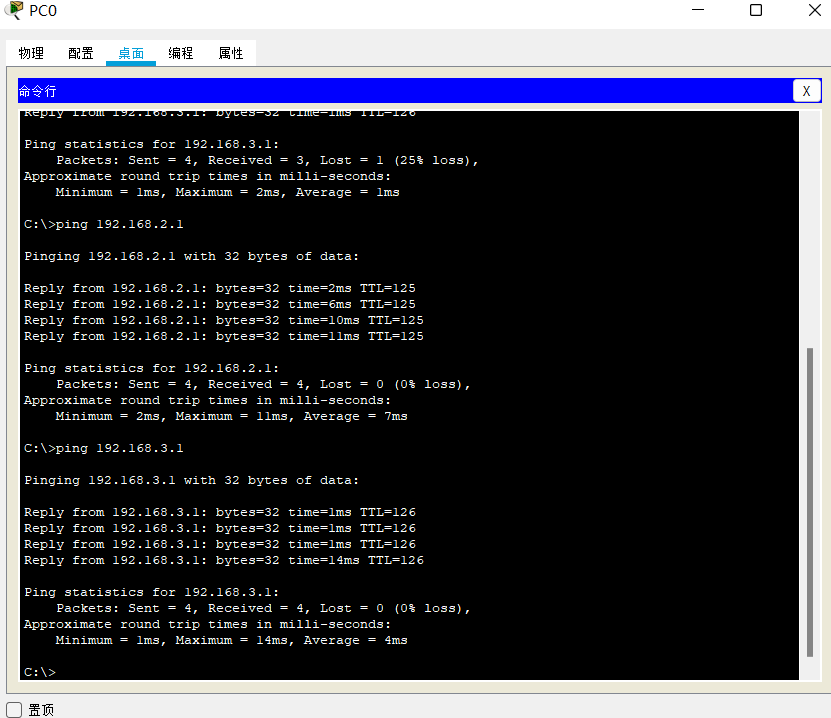 PC0
物理 配置 桌面 编程 属性
命令行
X
Reply from 192.168.3.1: bytes=32 time=1ms TTL=126
Ping statistics for 192.168.3.1:
Packets: Sent = 4, Received = 3, Lost = 1 (25% loss),
Approximate round trip times in milli-seconds:
Minimum = 1ms, Maximum = 2ms, Average = 1ms
C:\>ping 192.168.2.1
Pinging 192.168.2.1 with 32 bytes of data:
Reply from 192.168.2.1: bytes=32 time=2ms TTL=125
Reply from 192.168.2.1: bytes=32 time=6ms TTL=125
Reply from 192.168.2.1: bytes=32 time=10ms TTL=125
Reply from 192.168.2.1: bytes=32 time=11ms TTL=125
Ping statistics for 192.168.2.1:
Packets: Sent = 4, Received = 4, Lost = 0 (0% loss),
Approximate round trip times in milli-seconds:
Minimum = 2ms, Maximum = 11ms, Average = 7ms
C:\>ping 192.168.3.1
Pinging 192.168.3.1 with 32 bytes of data:
Reply from 192.168.3.1: bytes=32 time=1ms TTL=126
Reply from 192.168.3.1: bytes=32 time=1ms TTL=126
Reply from 192.168.3.1: bytes=32 time=1ms TTL=126
Reply from 192.168.3.1: bytes=32 time=14ms TTL=126
Ping statistics for 192.168.3.1:
Packets: Sent = 4, Received = 4, Lost = 0 (0% loss),
Approximate round trip times in milli-seconds:
Minimum = 1ms, Maximum = 14ms, Average = 4ms
C:\>
置顶